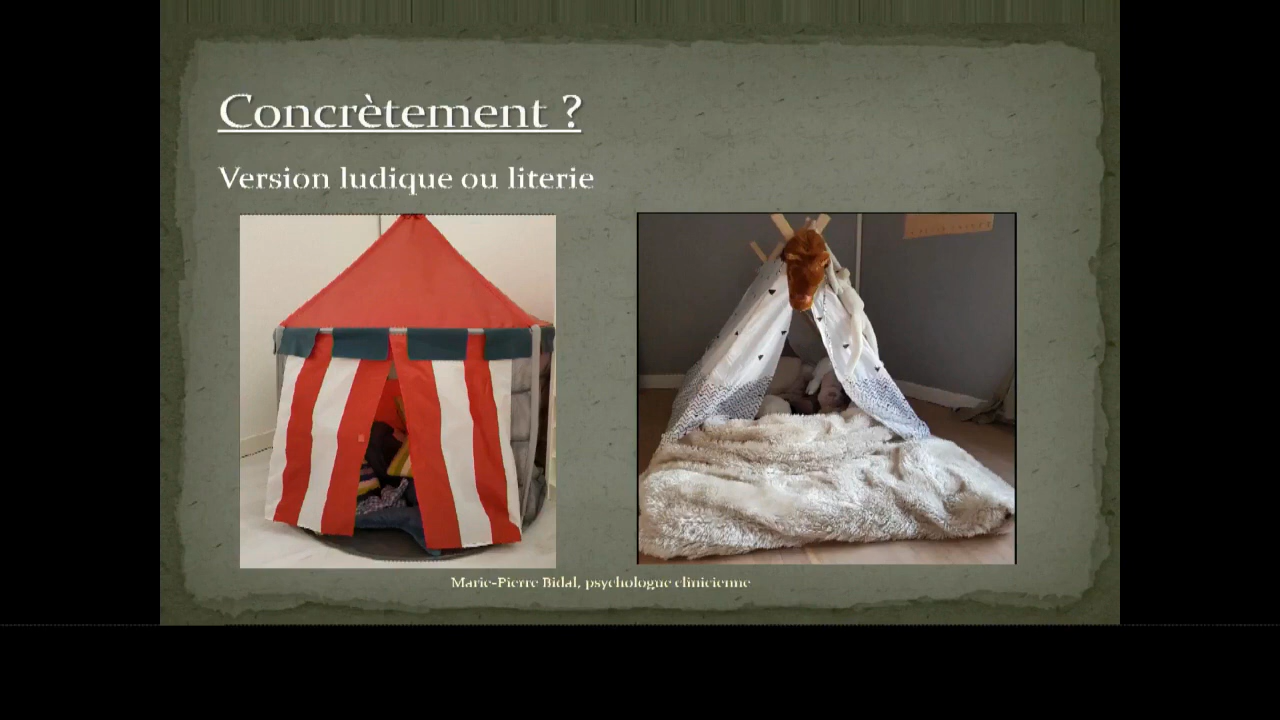 Concrètement ?
Version ludique ou literie
Marie-Pierre Bidal, psychologue clinicienne